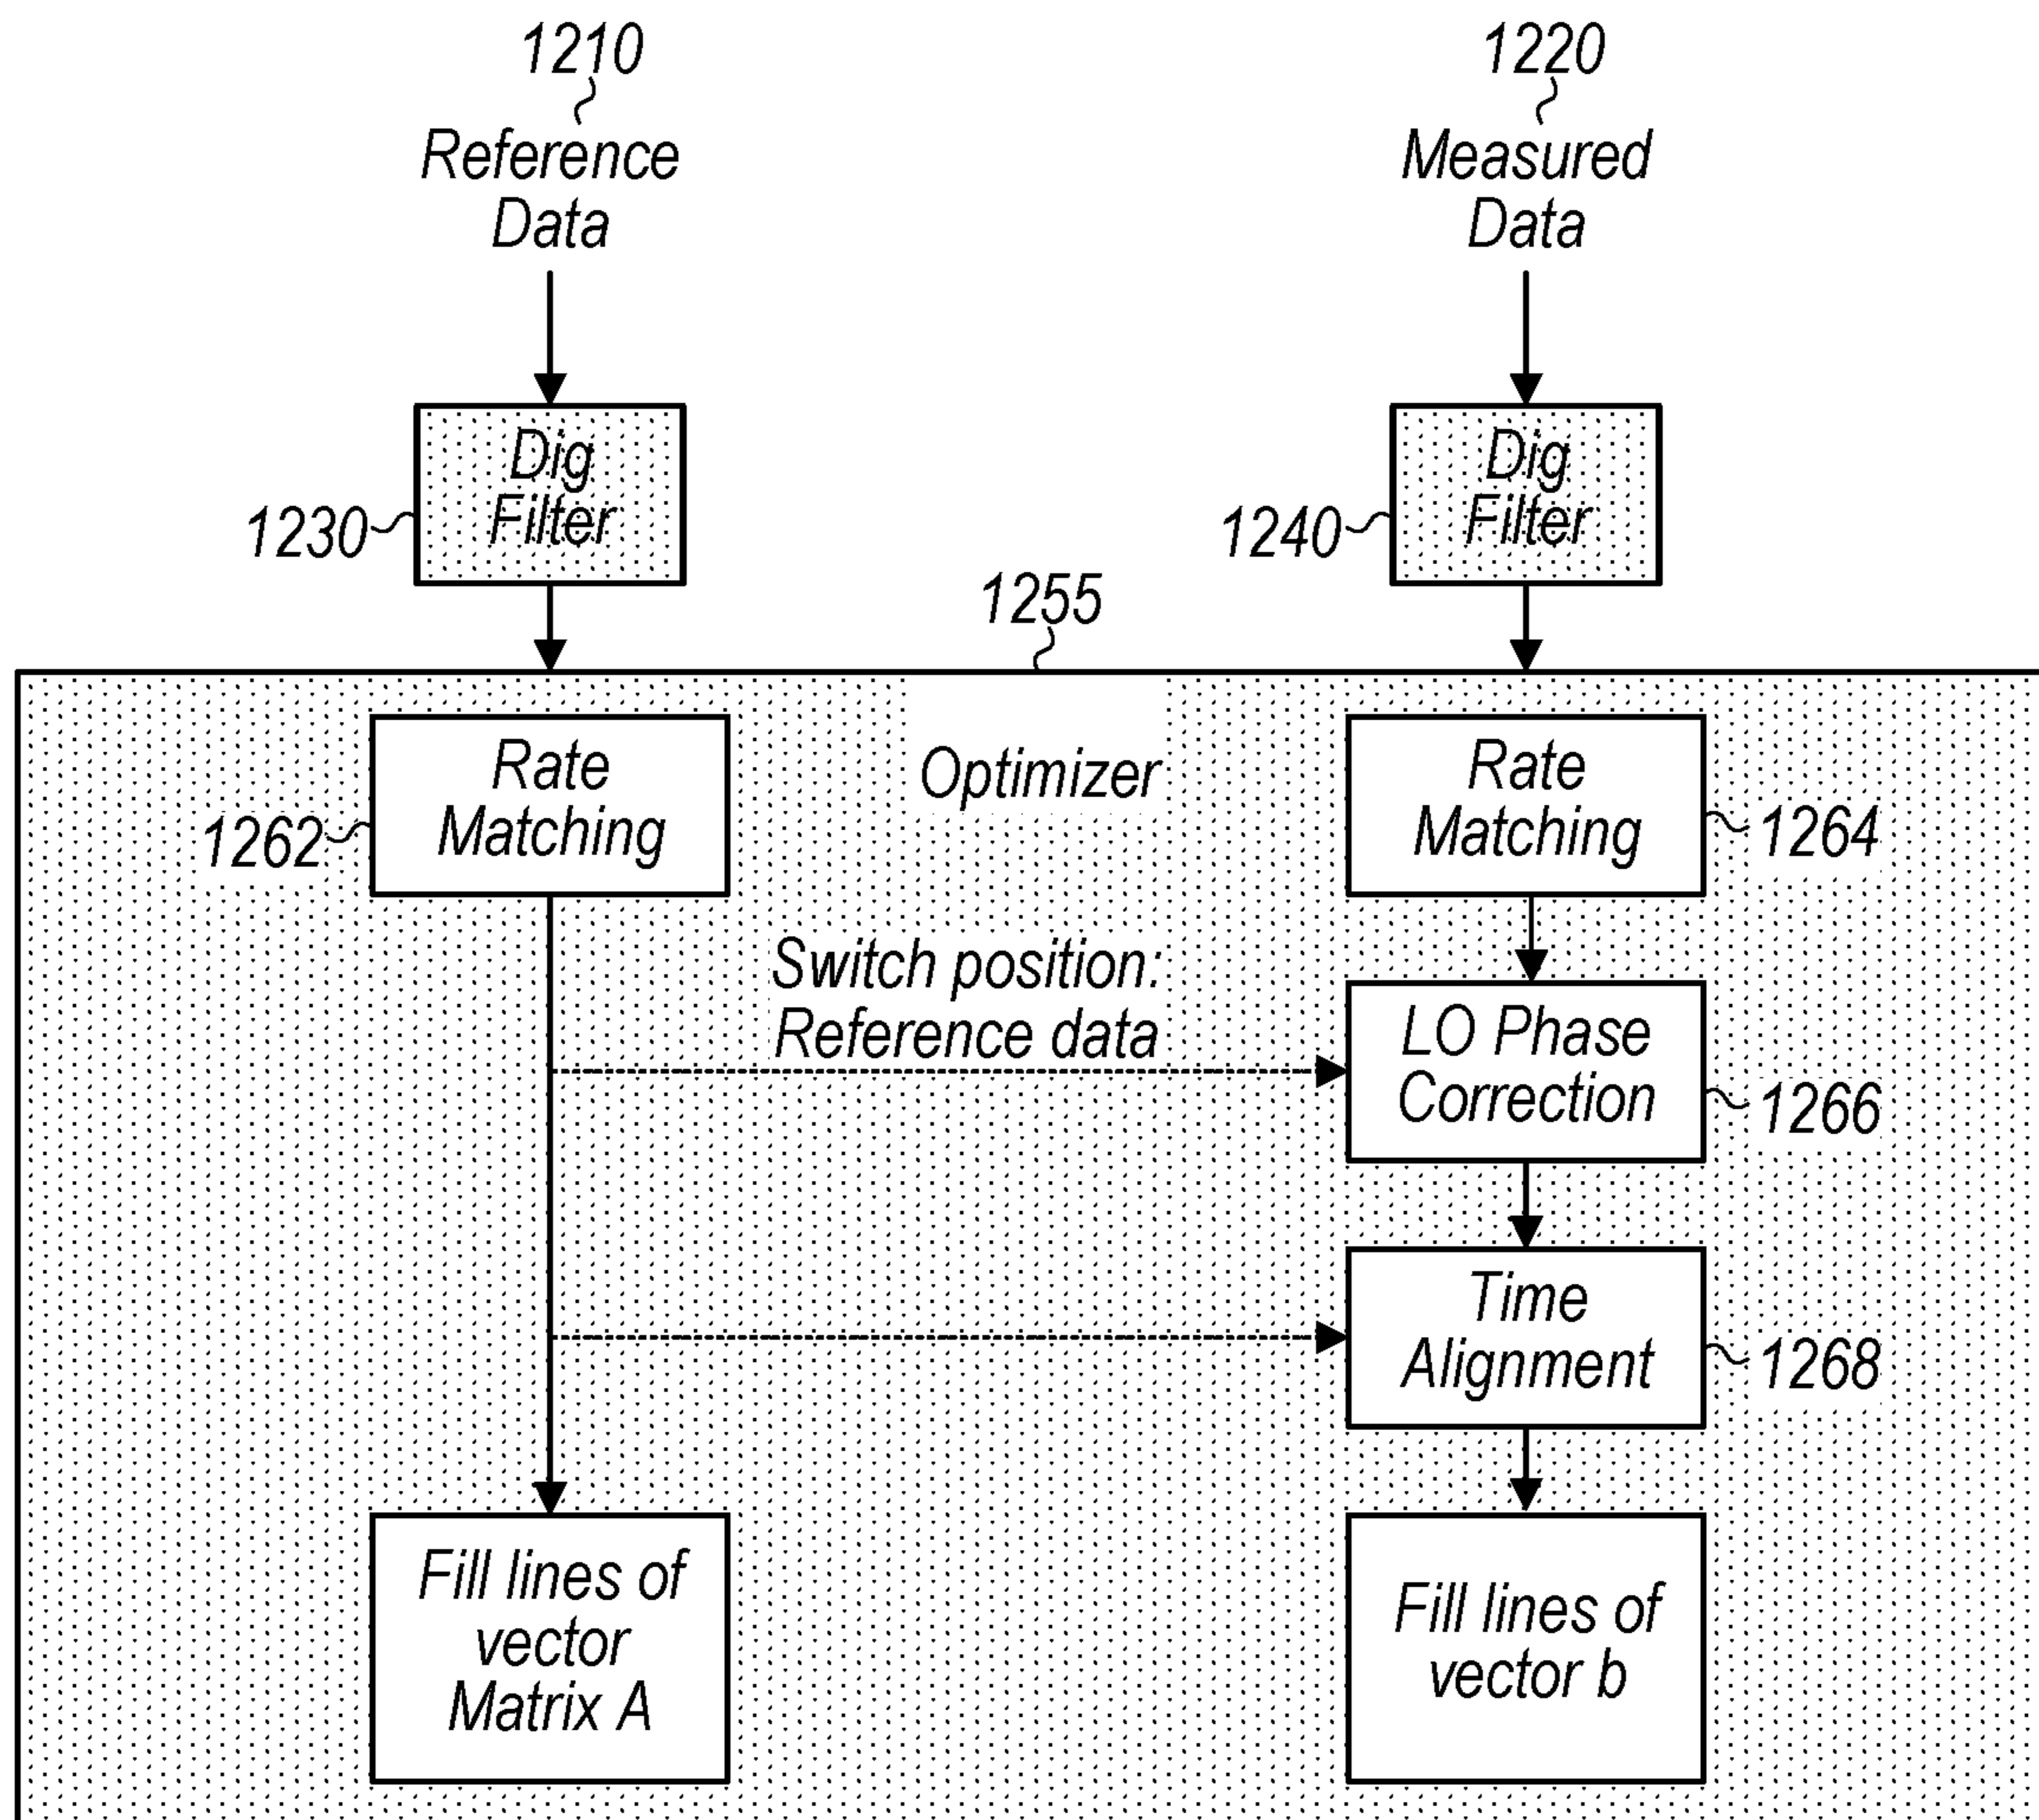 1210
1220
Reference
Data
Measured
Data
Dig
Filter
1230
Dig
Filter
1240
1255
Optimizer
Rate
Matching
1262
Rate
Matching
1264
Switch position:
Reference data
LO Phase
Correction
1266
Time
Alignment
1268
Fill lines of
vector
Matrix A
Fill lines of
vector b